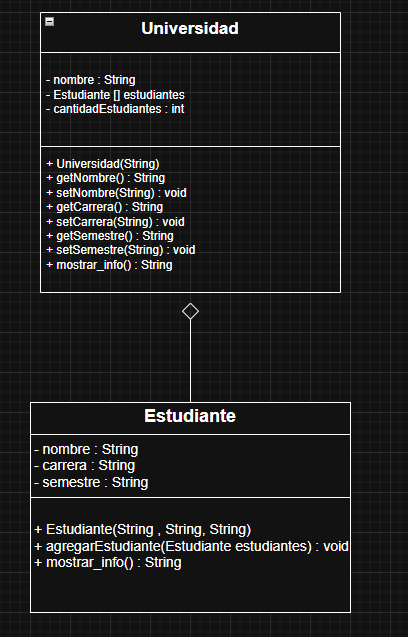 Universidad
- nombre : String
- Estudiante [] estudiantes
- cantidadEstudiantes : int
+ Universidad(String)
+ getNombre() : String
+ setNombre(String) : void
+ getCarrera() : String
+ setCarrera(String) : void
+ getSemestre() : String
+ setSemestre(String) : void
+ mostrar_info() : String
Estudiante
- nombre : String
- carrera : String
- semestre : String
+ Estudiante(String , String, String)
+ agregarEstudiante(Estudiante estudiantes) : void
+ mostrar_info() : String